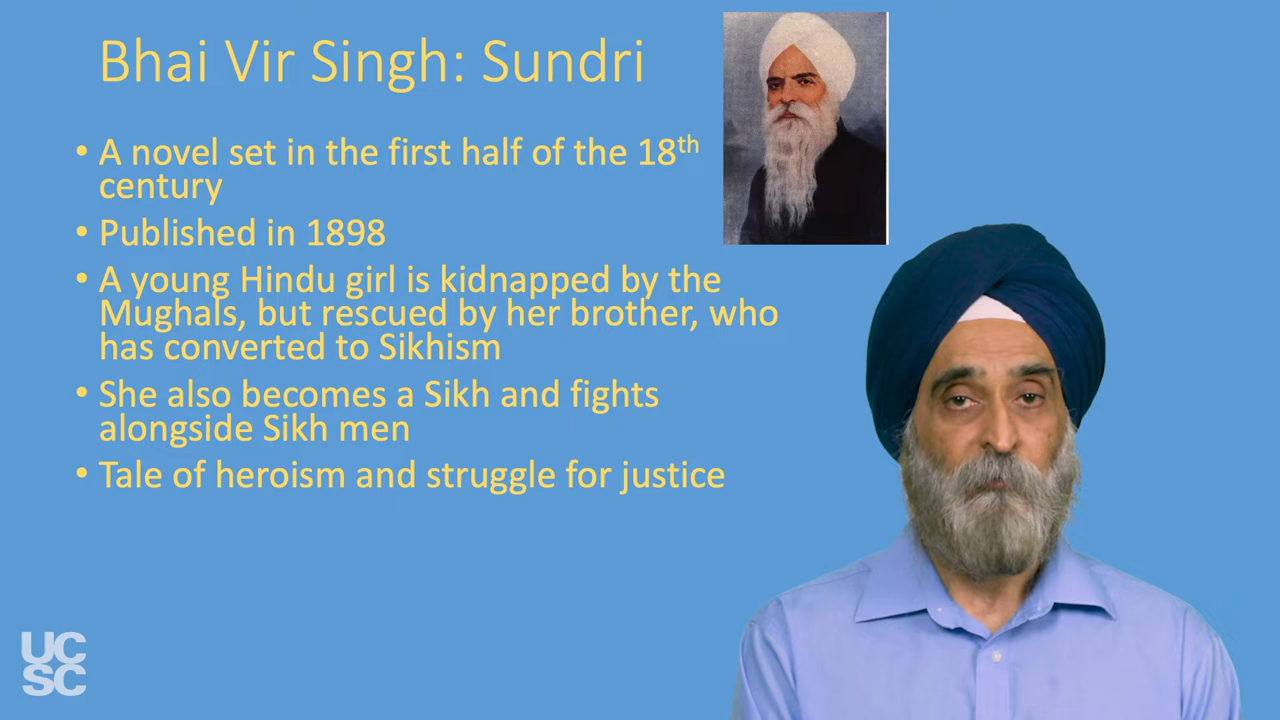 Bhai Vir Singh: Sundri
• A novel set in the first half of the 18th
century
• Published in 1898
• A young Hindu girl is kidnapped by the
Mughals, but rescued by her brother, who
has converted to Sikhism
• She also becomes a Sikh and fights
alongside Sikh men
• Tale of heroism and struggle for justice
UC
SC